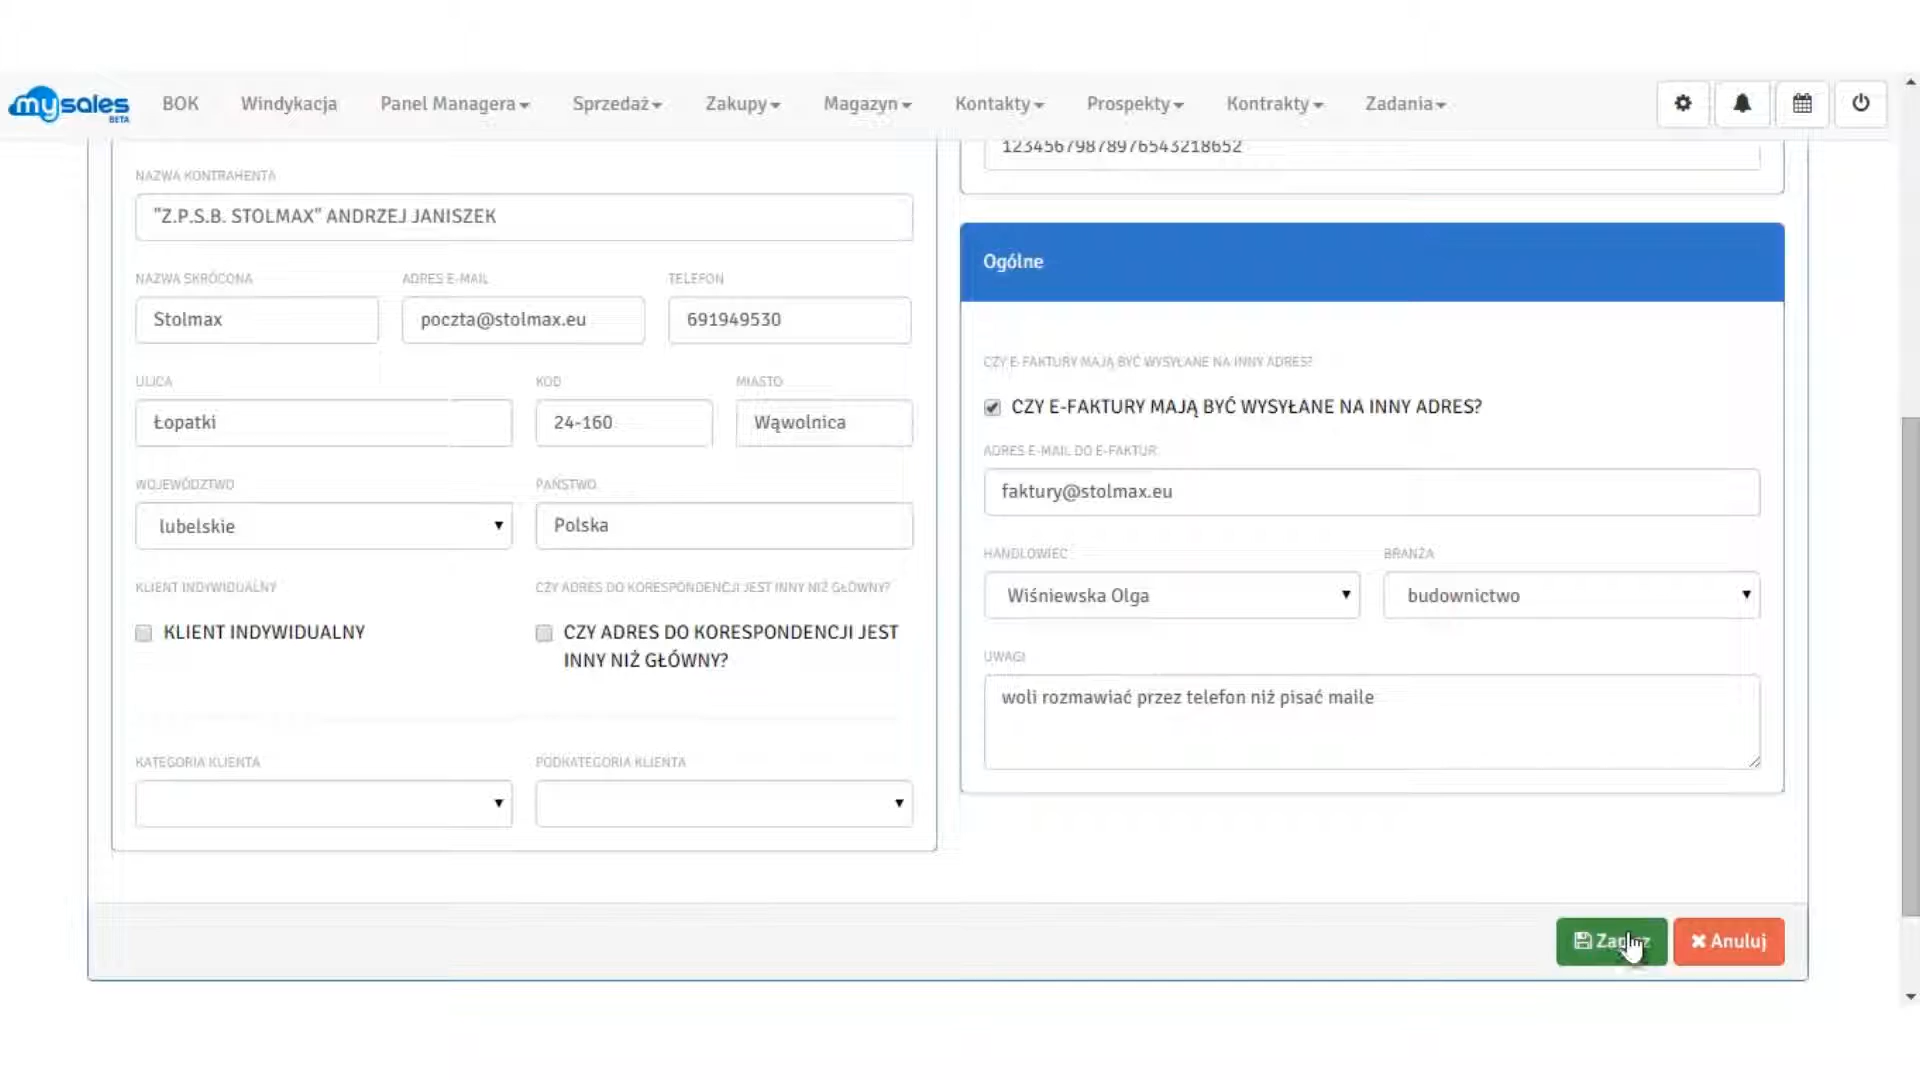 mysales
BETA
BOK
Windykacja
Panel Managera
Sprzedaż
Zakupy
Magazyn
Kontakty
Prospekty
Kontrakty
Zadania
NAZWA KONTRAHENTA
"Z.P.S.B. STOLMAX" ANDRZEJ JANISZEK
NAZWA SKRÓCONA
ADRES E-MAIL
TELEFON
Stolmax
poczta@stolmax.eu
691949530
ULICA
KOD
MIASTO
Łopatki
24-160
Wąwolnica
WOJEWÓDZTWO
PAŃSTWO
lubelskie
Polska
KLIENT INDYWIDUALNY
CZY ADRES DO KORESPONDENCJI JEST INNY NIŻ GŁÓWNY?
KLIENT INDYWIDUALNY
CZY ADRES DO KORESPONDENCJI JEST
INNY NIŻ GŁÓWNY?
KATEGORIA KLIENTA
PODKATEGORIA KLIENTA
12345679878976543218652
Ogólne
CZY E-FAKTURY MAJĄ BYĆ WYSYŁANE NA INNY ADRES?
CZY E-FAKTURY MAJĄ BYĆ WYSYŁANE NA INNY ADRES?
ADRES E-MAIL DO E-FAKTUR
faktury@stolmax.eu
HANDLOWIEC
BRANŻA
Wiśniewska Olga
budownictwo
UWAGI
woli rozmawiać przez telefon niż pisać maile
Anuluj